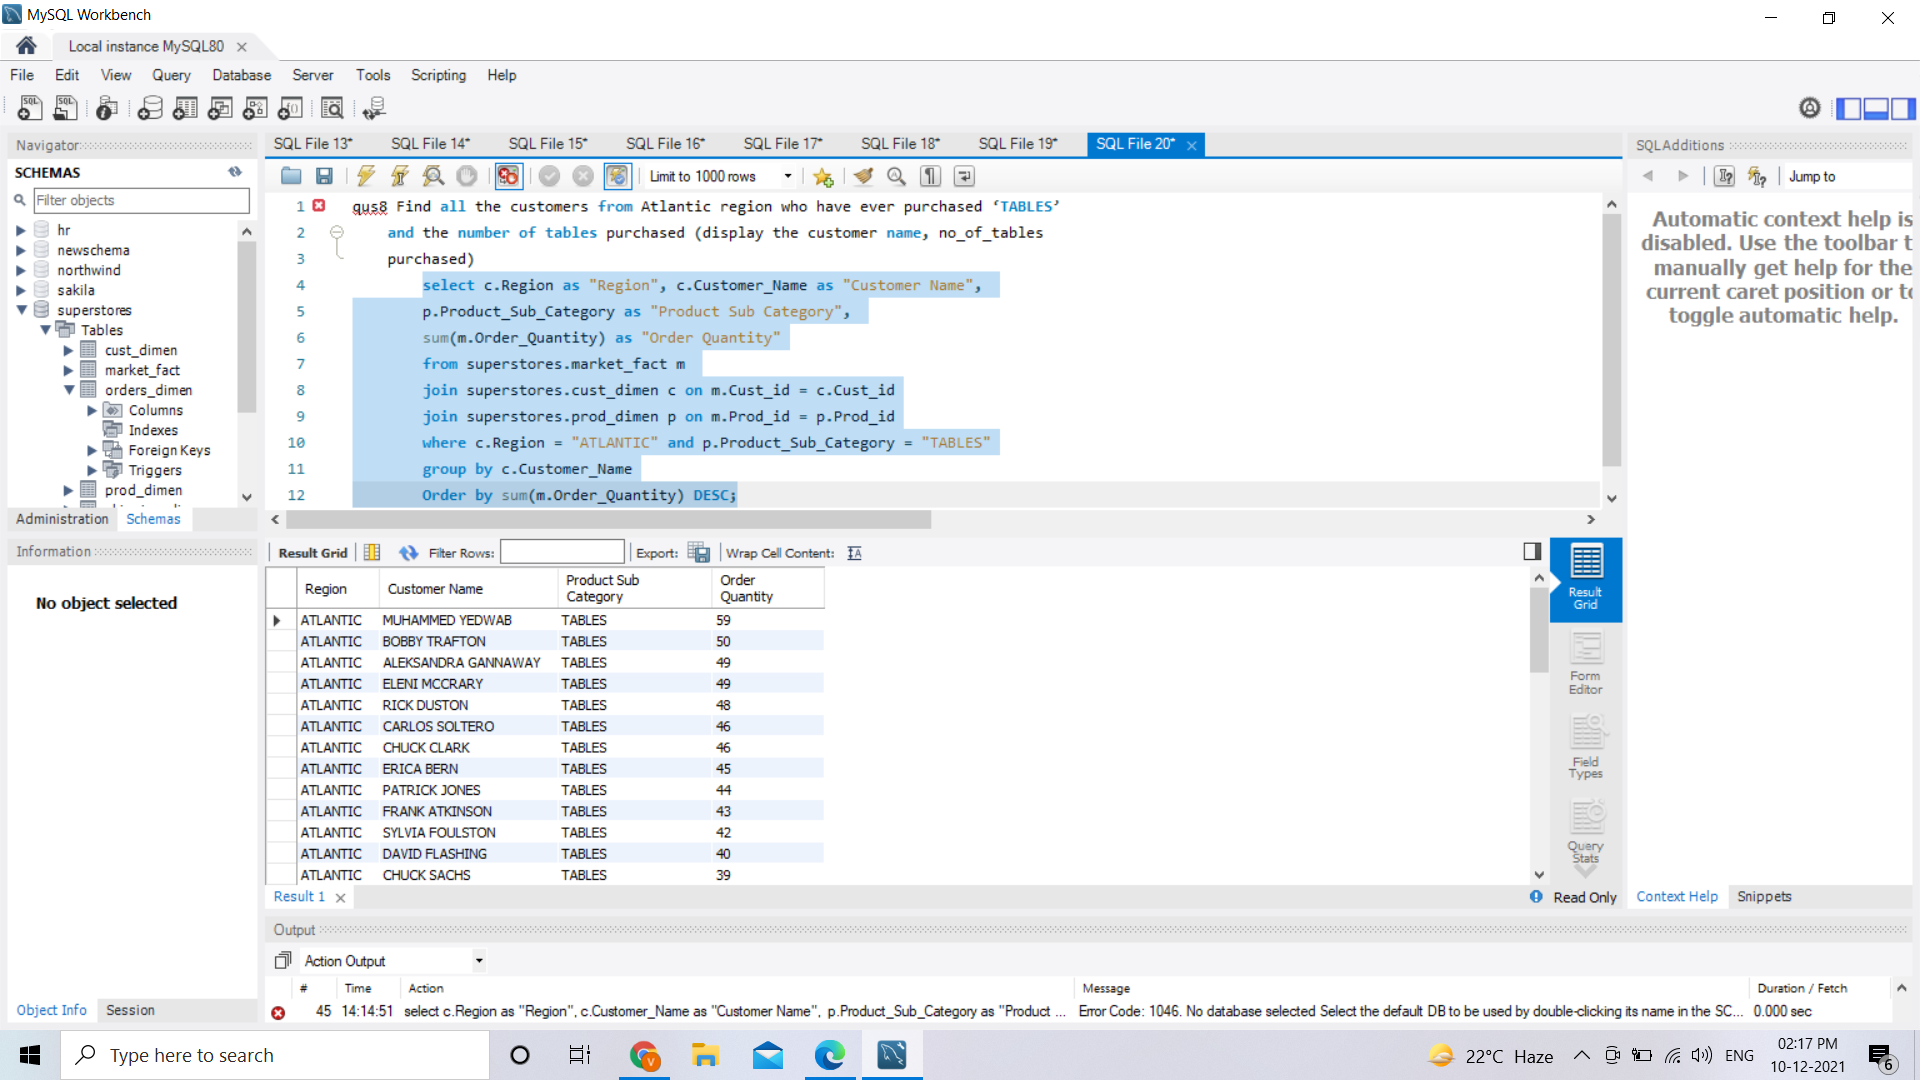 MySQL Workbench
Local instance MySQL80
File Edit View Query Database Server Tools Scripting Help
Navigator
SCHEMAS
Filter objects
hr
newschema
northwind
sakila
superstores
Tables
cust_dimen
market_fact
orders_dimen
Columns
Indexes
Foreign Keys
Triggers
prod_dimen
Administration Schemas
Information
No object selected
Object Info Session
SQL File 13* SQL File 14* SQL File 15* SQL File 16* SQL File 17* SQL File 18* SQL File 19* SQL File 20*
Limit to 1000 rows
1 qus8 Find all the customers from Atlantic region who have ever purchased ‘TABLES’
2 and the number of tables purchased (display the customer name, no_of_tables
3 purchased)
4 select c.Region as "Region", c.Customer_Name as "Customer Name",
5 p.Product_Sub_Category as "Product Sub Category",
6 sum(m.Order_Quantity) as "Order Quantity"
7 from superstores.market_fact m
8 join superstores.cust_dimen c on m.Cust_id = c.Cust_id
9 join superstores.prod_dimen p on m.Prod_id = p.Prod_id
10 where c.Region = "ATLANTIC" and p.Product_Sub_Category = "TABLES"
11 group by c.Customer_Name
12 Order by sum(m.Order_Quantity) DESC;
Result Grid Filter Rows: Export: Wrap Cell Content:
Region Customer Name Product Sub Category Order Quantity
ATLANTIC MUHAMMED YEDWAB TABLES 59
ATLANTIC BOBBY TRAFTON TABLES 50
ATLANTIC ALEKSANDRA GANNAWAY TABLES 49
ATLANTIC ELENI MCCRARY TABLES 49
ATLANTIC RICK DUSTON TABLES 48
ATLANTIC CARLOS SOLTERO TABLES 46
ATLANTIC CHUCK CLARK TABLES 46
ATLANTIC ERICA BERN TABLES 45
ATLANTIC PATRICK JONES TABLES 44
ATLANTIC FRANK ATKINSON TABLES 43
ATLANTIC SYLVIA FOULSTON TABLES 42
ATLANTIC DAVID FLASHING TABLES 40
ATLANTIC CHUCK SACHS TABLES 39
Result Grid
Form Editor
Field Types
Query Stats
Result 1 Read Only
SQLAdditions
Jump to
Automatic context help is
disabled. Use the toolbar t
manually get help for the
current caret position or to
toggle automatic help.
Context Help Snippets
Output
Action Output
# Time Action Message Duration / Fetch
45 14:14:51 select c.Region as "Region", c.Customer_Name as "Customer Name", p.Product_Sub_Category as "Product ... Error Code: 1046. No database selected Select the default DB to be used by double-clicking its name in the SC... 0.000 sec
Type here to search
22°C Haze ENG
02:17 PM
10-12-2021
6